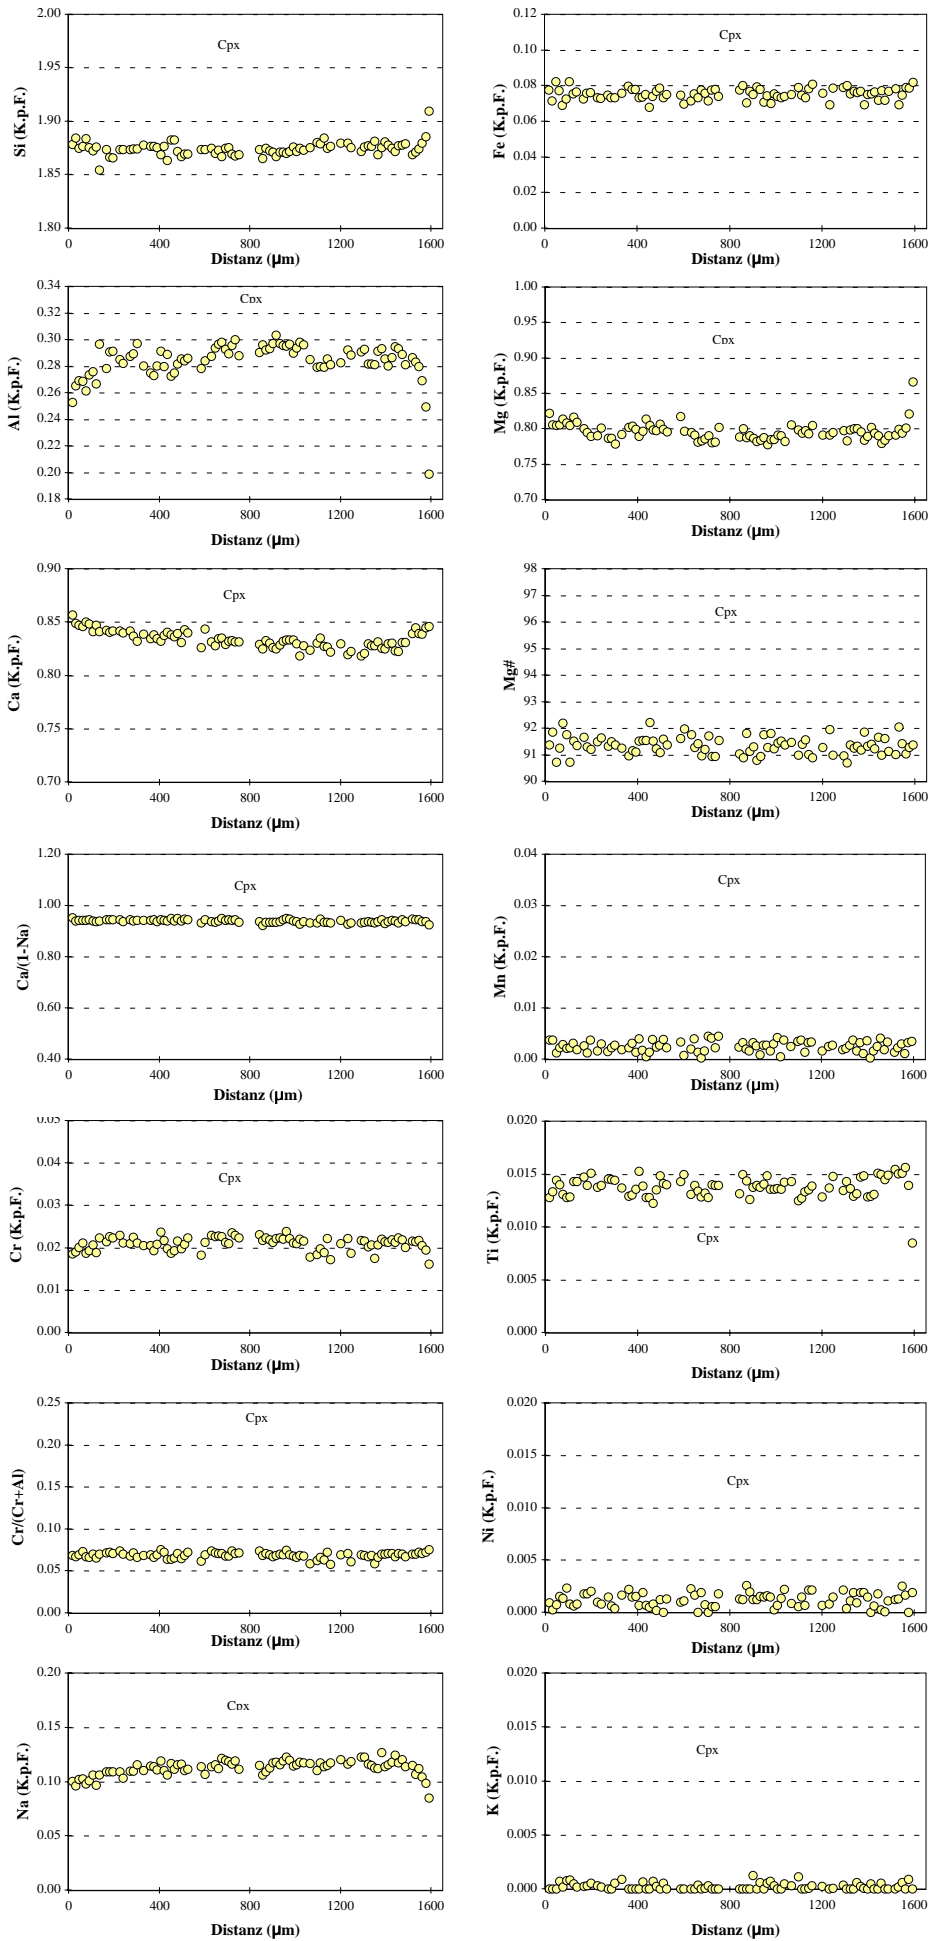 2.00
1.95
1.90
1.85
1.80
Si (K.p.F.)
Cpx
0 400 800 1200 1600
Distanz (µm)
0.12
0.10
0.08
0.06
0.04
0.02
0.00
Fe (K.p.F.)
Cpx
0 400 800 1200 1600
Distanz (µm)
0.34
0.32
0.30
0.28
0.26
0.24
0.22
0.20
0.18
Al (K.p.F.)
Cpx
0 400 800 1200 1600
Distanz (µm)
1.00
0.95
0.90
0.85
0.80
0.75
0.70
Mg (K.p.F.)
Cpx
0 400 800 1200 1600
Distanz (µm)
0.90
0.85
0.80
0.75
0.70
Ca (K.p.F.)
Cpx
0 400 800 1200 1600
Distanz (µm)
98
97
96
95
94
93
92
91
90
Mg#
Cpx
0 400 800 1200 1600
Distanz (µm)
1.20
1.00
0.80
0.60
0.40
Ca/(1-Na)
Cpx
0 400 800 1200 1600
Distanz (µm)
0.04
0.03
0.02
0.01
0.00
Mn (K.p.F.)
Cpx
0 400 800 1200 1600
Distanz (µm)
0.05
0.04
0.03
0.02
0.01
0.00
Cr (K.p.F.)
Cpx
0 400 800 1200 1600
Distanz (µm)
0.020
0.015
0.010
0.005
0.000
Ti (K.p.F.)
Cpx
0 400 800 1200 1600
Distanz (µm)
0.25
0.20
0.15
0.10
0.05
0.00
Cr/(Cr+Al)
Cpx
0 400 800 1200 1600
Distanz (µm)
0.020
0.015
0.010
0.005
0.000
Ni (K.p.F.)
Cpx
0 400 800 1200 1600
Distanz (µm)
0.20
0.15
0.10
0.05
0.00
Na (K.p.F.)
Cpx
0 400 800 1200 1600
Distanz (µm)
0.020
0.015
0.010
0.005
0.000
K (K.p.F.)
Cpx
0 400 800 1200 1600
Distanz (µm)